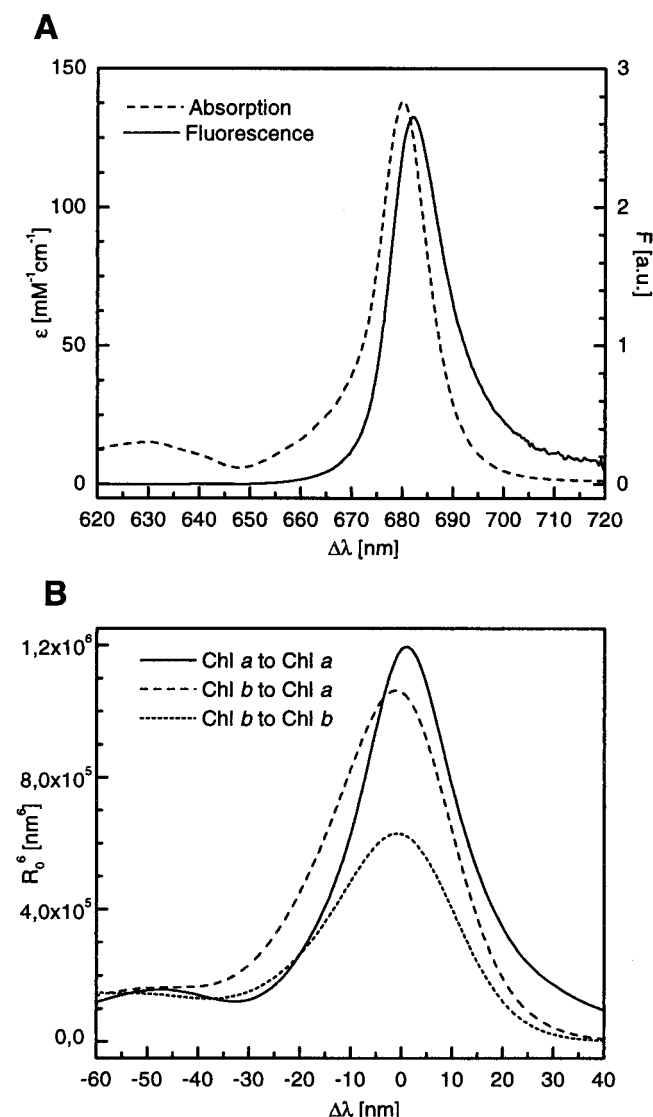 A
150
100
50
0
ε [mM⁻¹cm⁻¹]
Absorption
Fluorescence
3
2
1
0
F [a.u.]
620 630 640 650 660 670 680 690 700 710 720
Δλ [nm]
B
1,2x10⁶
8,0x10⁵
4,0x10⁵
0,0
R₀⁶ [nm⁶]
Chl a to Chl a
Chl b to Chl a
Chl b to Chl b
-60 -50 -40 -30 -20 -10 0 10 20 30 40
Δλ [nm]